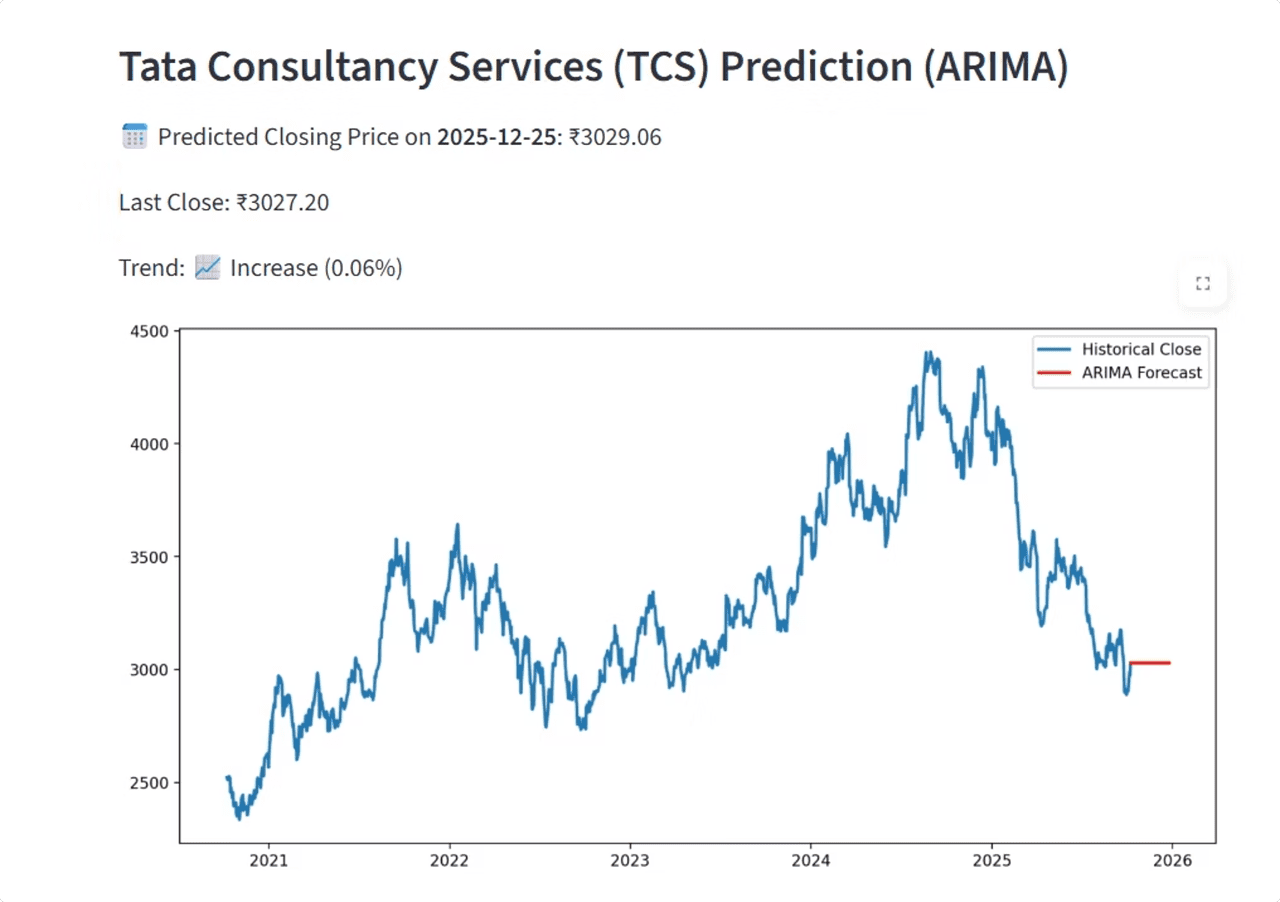 Tata Consultancy Services (TCS) Prediction (ARIMA)
Predicted Closing Price on 2025-12-25: ₹3029.06
Last Close: ₹3027.20
Trend: Increase (0.06%)
4500
Historical Close
ARIMA Forecast
4000
3500
3000
2500
2021 2022 2023 2024 2025 2026